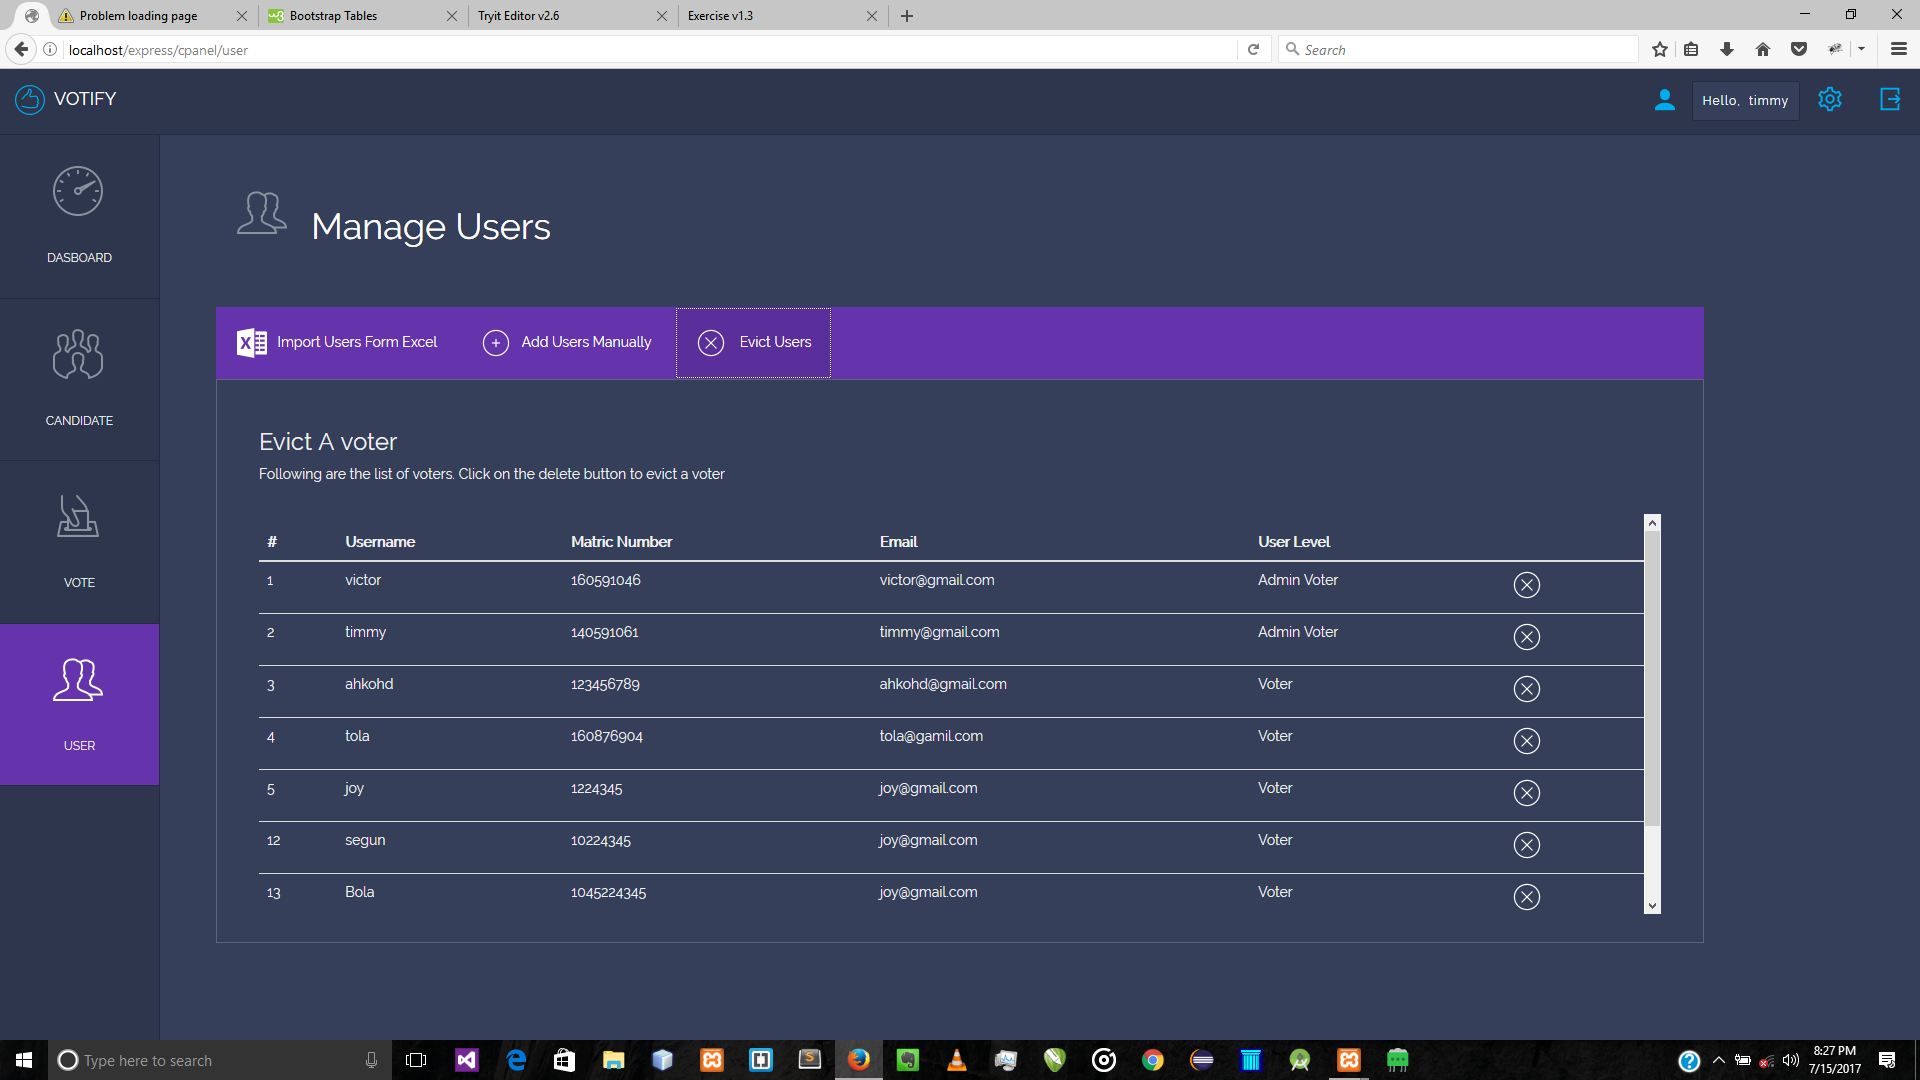 Problem loading page
Bootstrap Tables
Tryit Editor v2.6
Exercise v1.3
localhost/express/cpanel/user
Search
VOTIFY
Hello, timmy
DASBOARD
CANDIDATE
VOTE
USER
Manage Users
Import Users Form Excel
Add Users Manually
Evict Users
Evict A voter
Following are the list of voters. Click on the delete button to evict a voter
# Username Matric Number Email User Level
1 victor 160591046 victor@gmail.com Admin Voter
2 timmy 140591061 timmy@gmail.com Admin Voter
3 ahkohd 123456789 ahkohd@gmail.com Voter
4 tola 160876904 tola@gamil.com Voter
5 joy 1224345 joy@gmail.com Voter
12 segun 10224345 joy@gmail.com Voter
13 Bola 1045224345 joy@gmail.com Voter
Type here to search
8:27 PM
7/15/2017